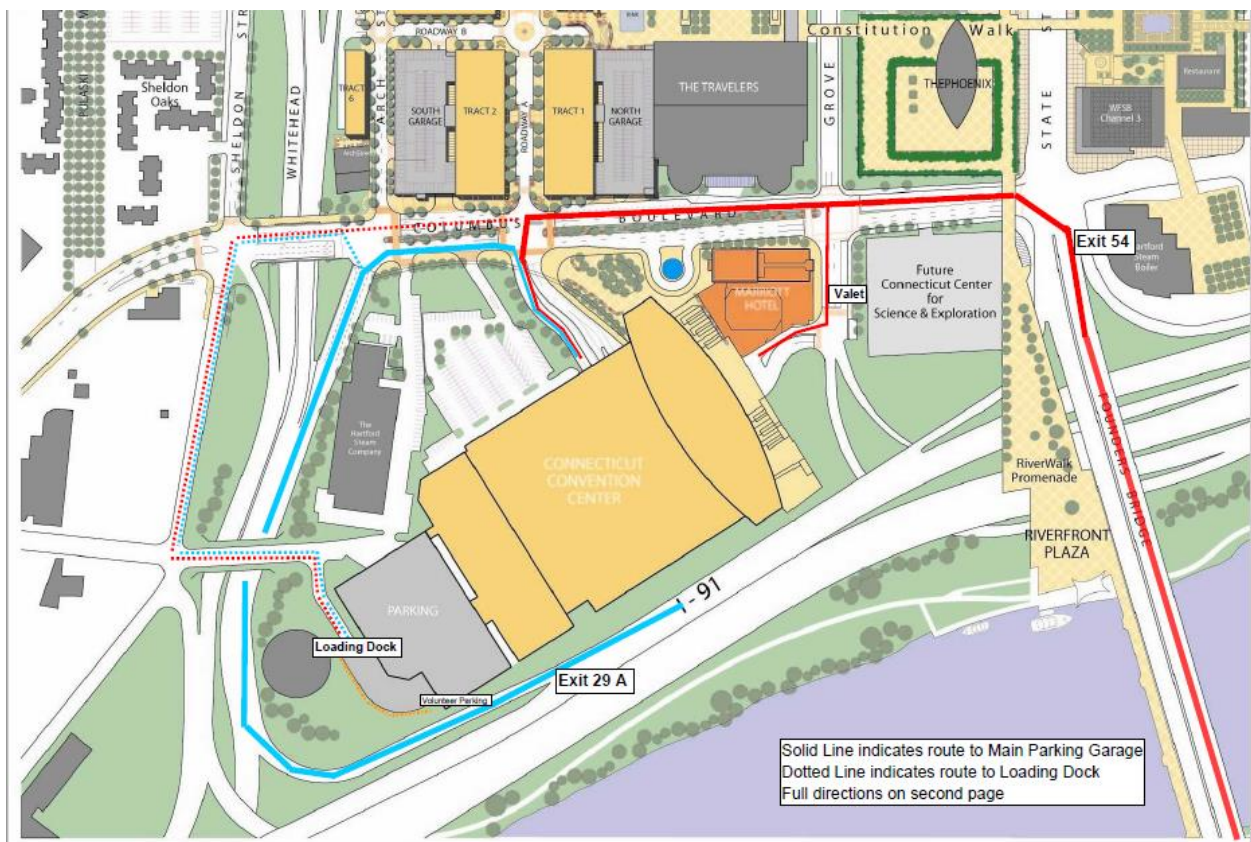 ROADWAY B
Constitution Walk
SHELDON STR
WHITEHEAD
PULASKI
Sheldon
Oaks
TRACT
6
ARCH ST
SOUTH
GARAGE
TRACT 2
ROADWAY A
TRACT 1
NORTH
GARAGE
THE TRAVELERS
GROVE
THEPHOENIX
STATE ST
Restaurant
WFSB
Channel 3
COLUMBUS BOULEVARD
Exit 54
Hartford
Steam
Boiler
MARRIOTT
HOTEL
Valet
Future
Connecticut Center
for
Science & Exploration
The
Hartford
Steam
Company
CONNECTICUT
CONVENTION
CENTER
FOUNDERS BRIDGE
RiverWalk
Promenade
RIVERFRONT
PLAZA
I-91
PARKING
Loading Dock
Exit 29 A
Volunteer Parking
Solid Line indicates route to Main Parking Garage
Dotted Line indicates route to Loading Dock
Full directions on second page